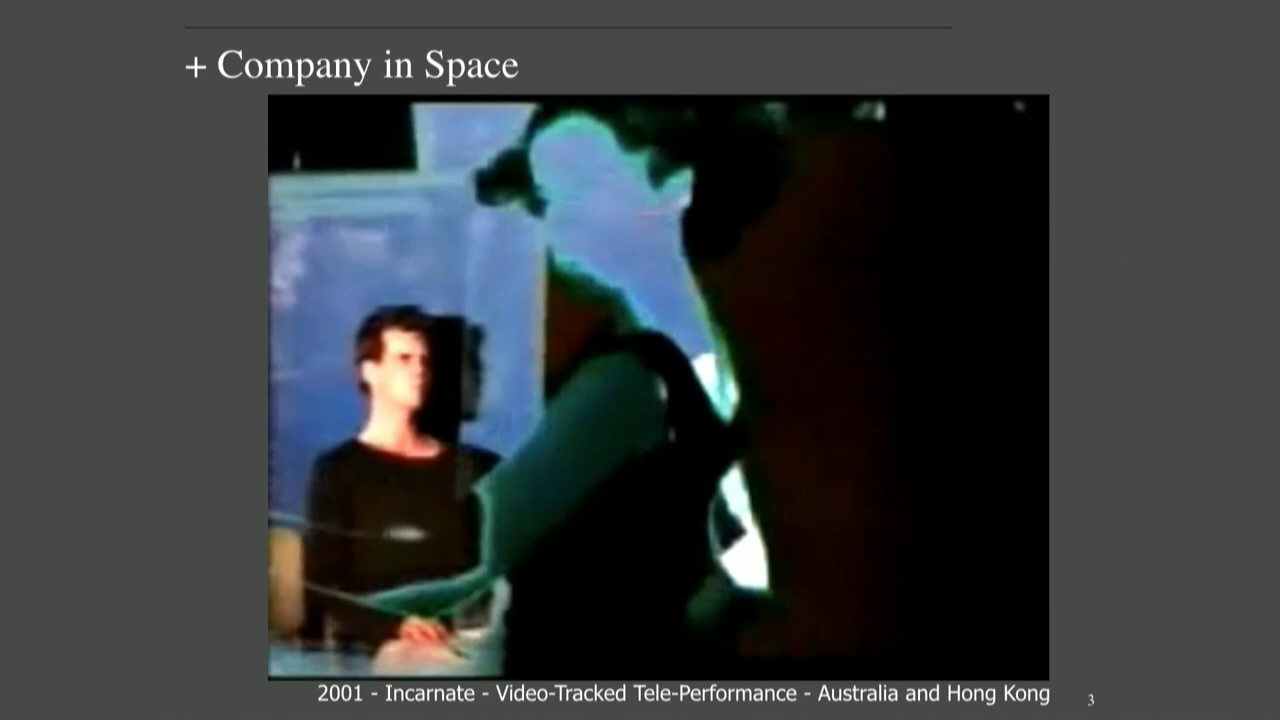 + Company in Space
2001 - Incarnate - Video-Tracked Tele-Performance - Australia and Hong Kong
3